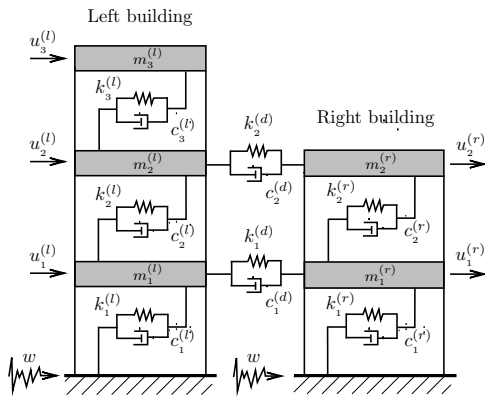 Left building
u_3^{(l)}
m_3^{(l)}
k_3^{(l)}
c_3^{(l)}
Right building
u_2^{(l)}
m_2^{(l)}
k_2^{(d)}
c_2^{(d)}
m_2^{(r)}
u_2^{(r)}
k_2^{(l)}
c_2^{(l)}
k_2^{(r)}
c_2^{(r)}
u_1^{(l)}
m_1^{(l)}
k_1^{(d)}
c_1^{(d)}
m_1^{(r)}
u_1^{(r)}
k_1^{(l)}
c_1^{(l)}
k_1^{(r)}
c_1^{(r)}
w
w